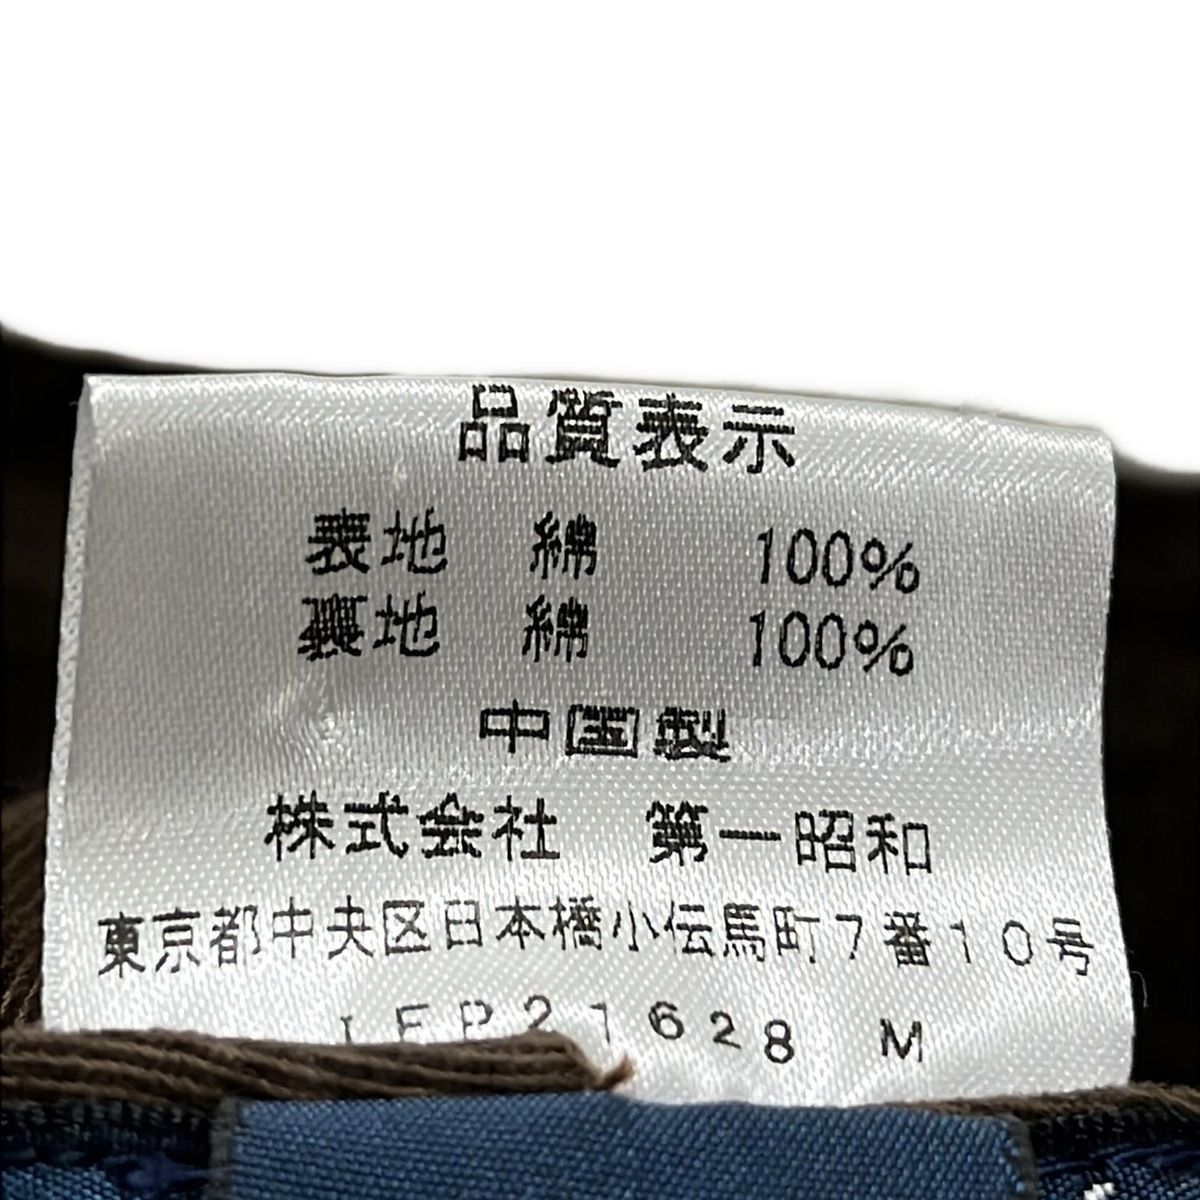 品質表示
表地 綿 100%
裏地 綿 100%
中国製
株式会社 第一昭和
東京都中央区日本橋小伝馬町7番10号
M